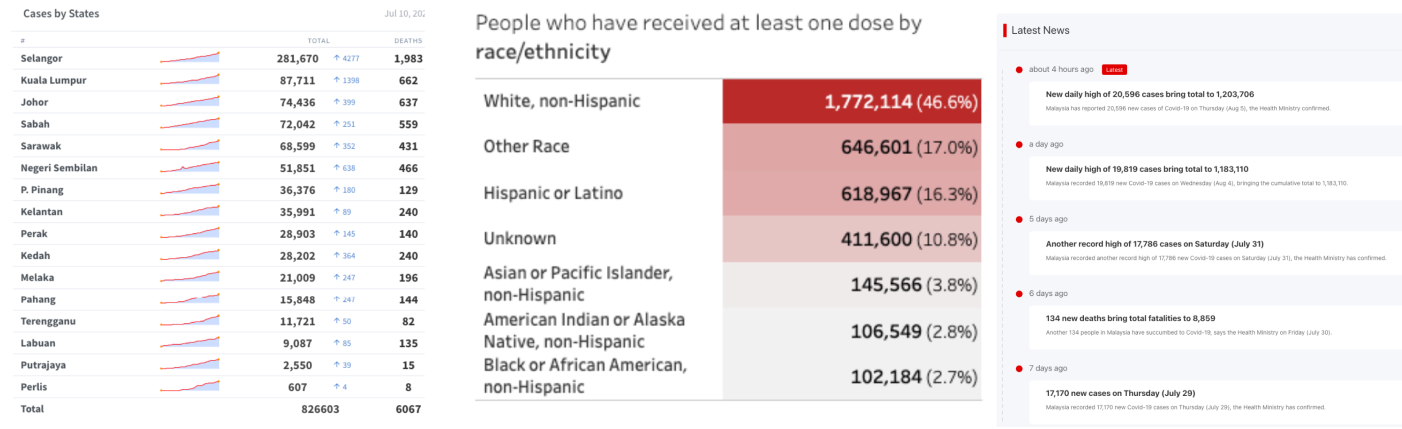 Cases by States
Jul 10, 202
# TOTAL DEATHS
Selangor 281,670 ↑ 4277 1,983
Kuala Lumpur 87,711 ↑ 1398 662
Johor 74,436 ↑ 399 637
Sabah 72,042 ↑ 251 559
Sarawak 68,599 ↑ 352 431
Negeri Sembilan 51,851 ↑ 638 466
P. Pinang 36,376 ↑ 180 129
Kelantan 35,991 ↑ 89 240
Perak 28,903 ↑ 145 140
Kedah 28,202 ↑ 364 240
Melaka 21,009 ↑ 247 196
Pahang 15,848 ↑ 247 144
Terengganu 11,721 ↑ 50 82
Labuan 9,087 ↑ 85 135
Putrajaya 2,550 ↑ 39 15
Perlis 607 ↑ 4 8
Total 826603 6067
People who have received at least one dose by
race/ethnicity
White, non-Hispanic 1,772,114 (46.6%)
Other Race 646,601 (17.0%)
Hispanic or Latino 618,967 (16.3%)
Unknown 411,600 (10.8%)
Asian or Pacific Islander,
non-Hispanic 145,566 (3.8%)
American Indian or Alaska
Native, non-Hispanic 106,549 (2.8%)
Black or African American,
non-Hispanic 102,184 (2.7%)
Latest News
about 4 hours ago Latest
New daily high of 20,596 cases bring total to 1,203,706
Malaysia has reported 20,596 new cases of Covid-19 on Thursday (Aug 5), the Health Ministry confirmed.
a day ago
New daily high of 19,819 cases bring total to 1,183,110
Malaysia recorded 19,819 new Covid-19 cases on Wednesday (Aug 4), bringing the cumulative total to 1,183,110.
5 days ago
Another record high of 17,786 cases on Saturday (July 31)
Malaysia recorded another record high of 17,786 new Covid-19 cases on Saturday (July 31), the Health Ministry has confirmed.
6 days ago
134 new deaths bring total fatalities to 8,859
Another 134 people in Malaysia have succumbed to Covid-19, says the Health Ministry on Friday (July 30).
7 days ago
17,170 new cases on Thursday (July 29)
Malaysia recorded 17,170 new Covid-19 cases on Thursday (July 29), the Health Ministry has confirmed.